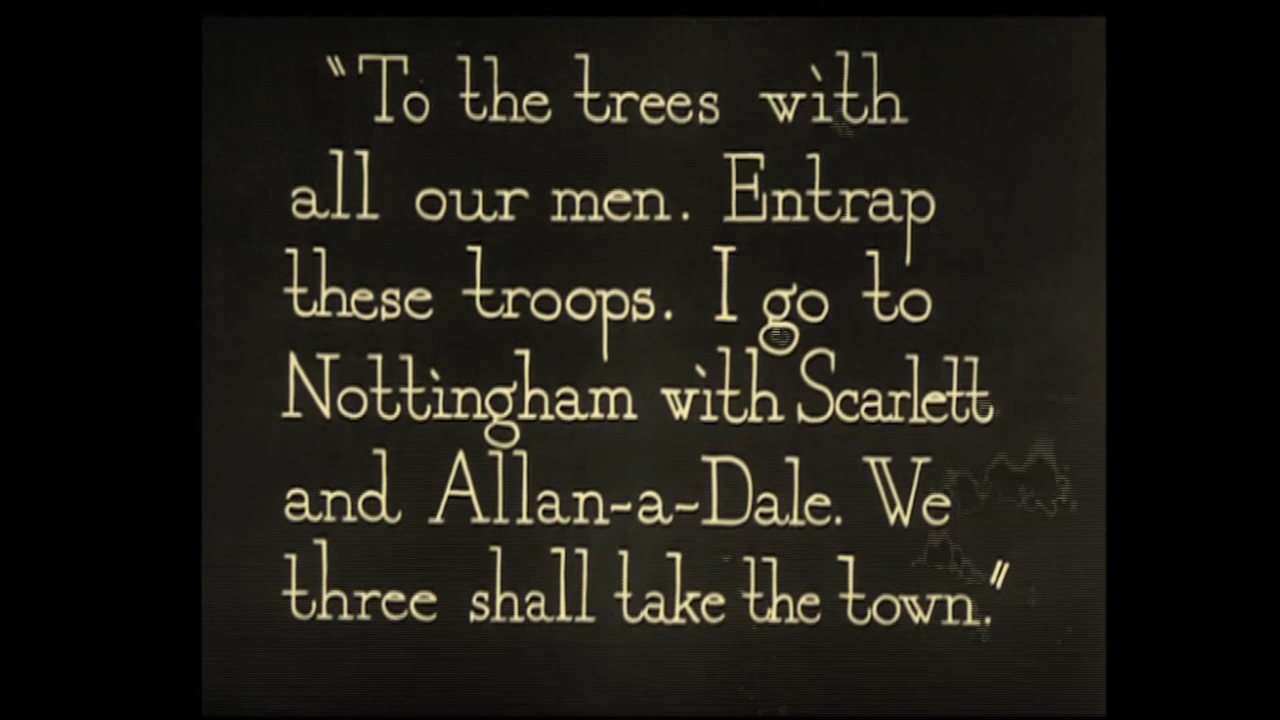 "To the trees with
all our men. Entrap
these troops. I go to
Nottingham with Scarlett
and Allan-a-Dale. We
three shall take the town."